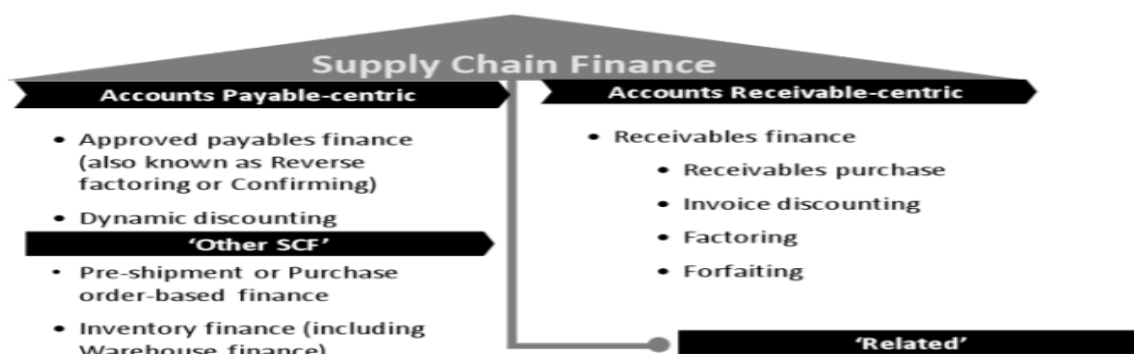 Supply Chain Finance
Accounts Payable-centric
• Approved payables finance
(also known as Reverse
factoring or Confirming)
• Dynamic discounting
‘Other SCF’
• Pre-shipment or Purchase
order-based finance
• Inventory finance (including
Warehouse finance)
Accounts Receivable-centric
• Receivables finance
• Receivables purchase
• Invoice discounting
• Factoring
• Forfaiting
‘Related’